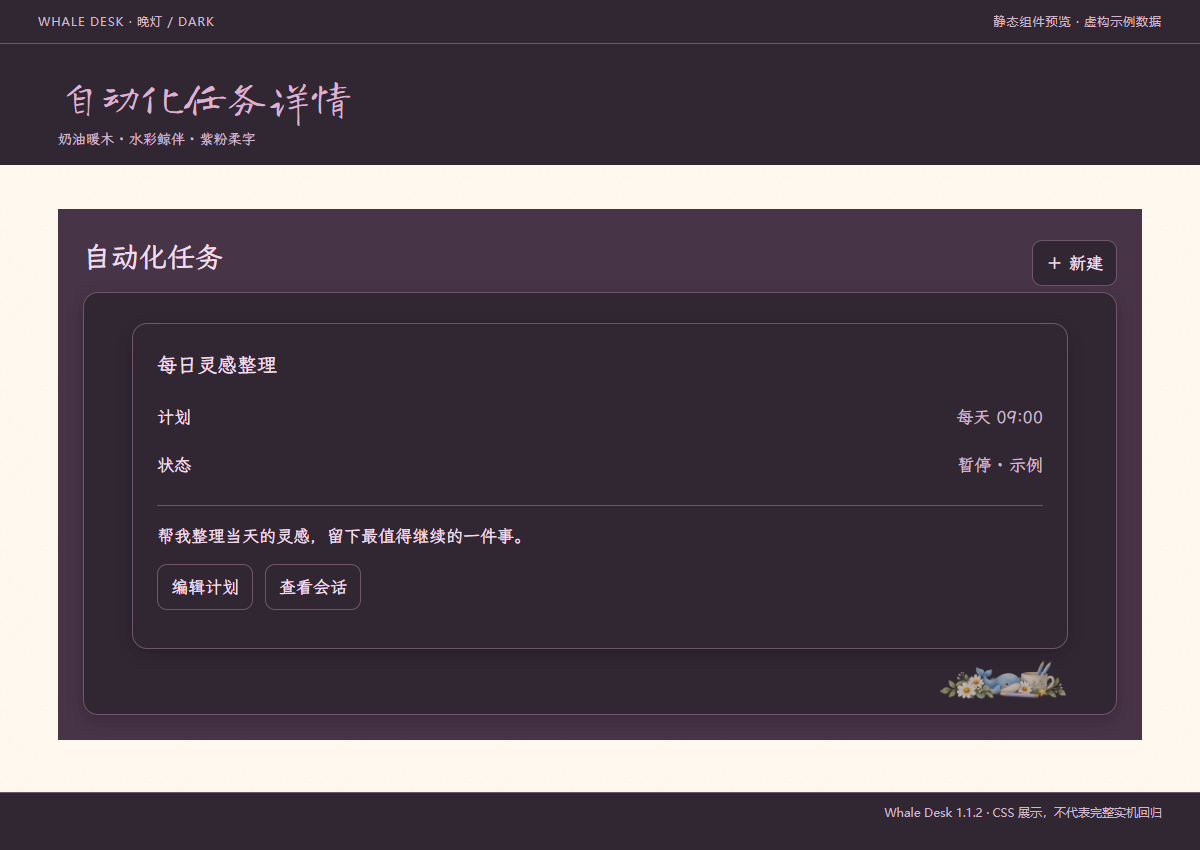 WHALE DESK · 晚灯 / DARK
静态组件预览 · 虚构示例数据
自动化任务详情
奶油暖木 · 水彩鲸伴 · 紫粉柔字
自动化任务
+ 新建
每日灵感整理
计划
每天 09:00
状态
暂停 · 示例
帮我整理当天的灵感，留下最值得继续的一件事。
编辑计划
查看会话
Whale Desk 1.1.2 · CSS 展示，不代表完整实机回归